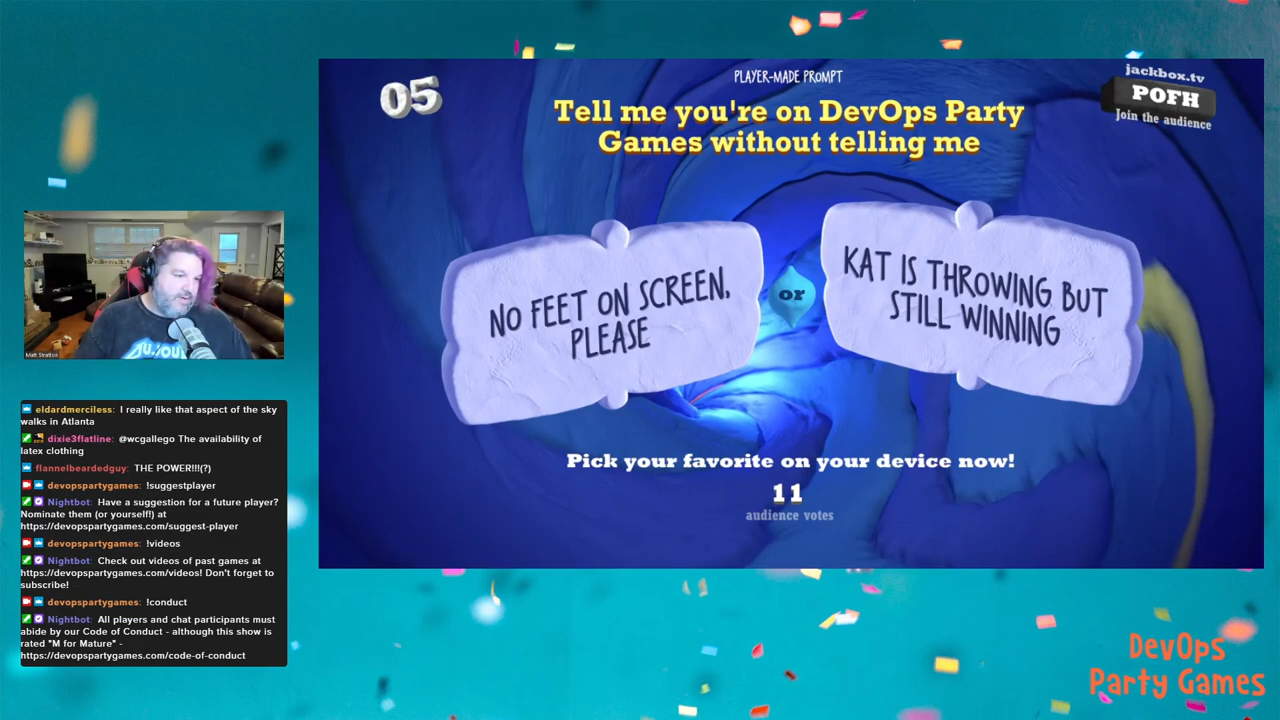 PLAYER-MADE PROMPT
05
Tell me you're on DevOps Party
Games without telling me
jackbox.tv
POFH
Join the audience
NO FEET ON SCREEN,
PLEASE
or
KAT IS THROWING BUT
STILL WINNING
Pick your favorite on your device now!
11
audience votes
Matt Stratton
eldardmerciless: I really like that aspect of the sky
walks in Atlanta
dixie3flatline: @wcgallego The availability of
latex clothing
flannelbeardedguy: THE POWER!!!(?)
devopspartygames: !suggestplayer
Nightbot: Have a suggestion for a future player?
Nominate them (or yourself!) at
https://devopspartygames.com/suggest-player
devopspartygames: !videos
Nightbot: Check out videos of past games at
https://devopspartygames.com/videos! Don't forget to
subscribe!
devopspartygames: !conduct
Nightbot: All players and chat participants must
abide by our Code of Conduct - although this show is
rated "M for Mature" -
https://devopspartygames.com/code-of-conduct
DevOps
Party Games